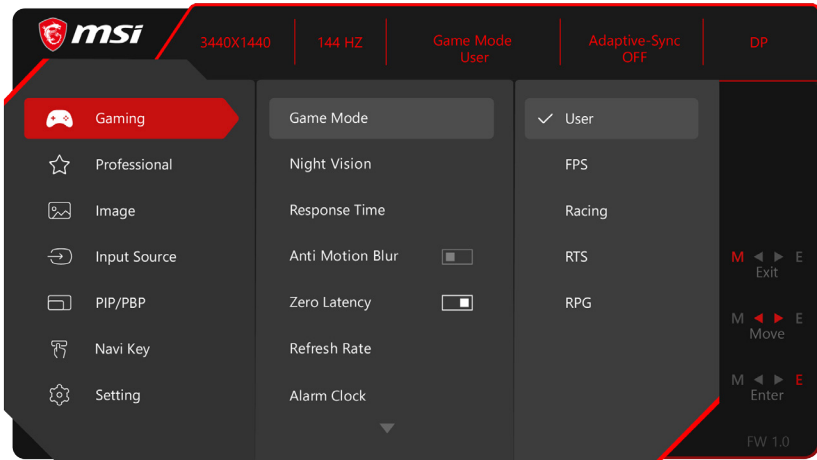 msi
3440X1440
144 HZ
Game Mode
User
Adaptive-Sync
OFF
DP
Gaming
Professional
Image
Input Source
PIP/PBP
Navi Key
Setting
Game Mode
Night Vision
Response Time
Anti Motion Blur
Zero Latency
Refresh Rate
Alarm Clock
User
FPS
Racing
RTS
RPG
M ◀ ▶ E
Exit
M ◀ ▶ E
Move
M ◀ ▶ E
Enter
FW 1.0